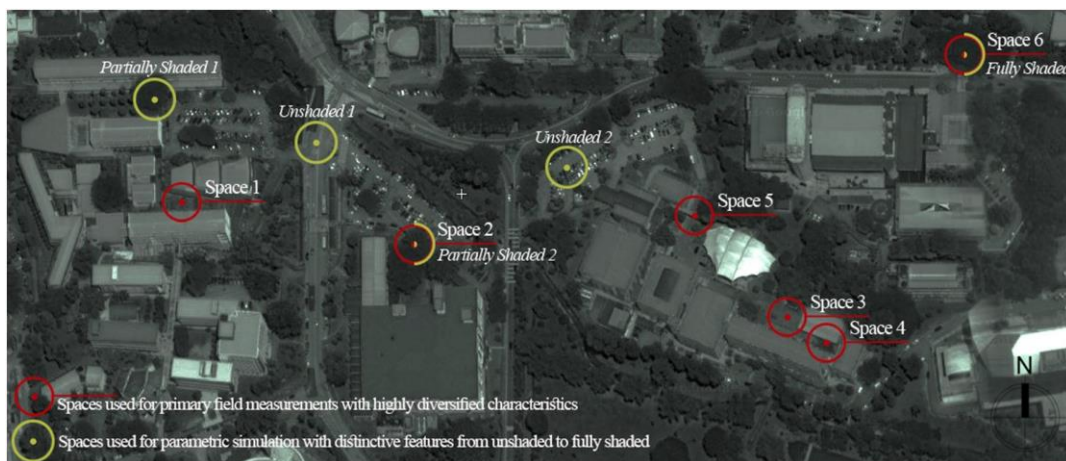 Space 6
Fully Shaded
Partially Shaded 1
Unshaded 1
Unshaded 2
Space 1
Space 5
Space 2
Partially Shaded 2
Space 3
Space 4
N
Spaces used for primary field measurements with highly diversified characteristics
Spaces used for parametric simulation with distinctive features from unshaded to fully shaded